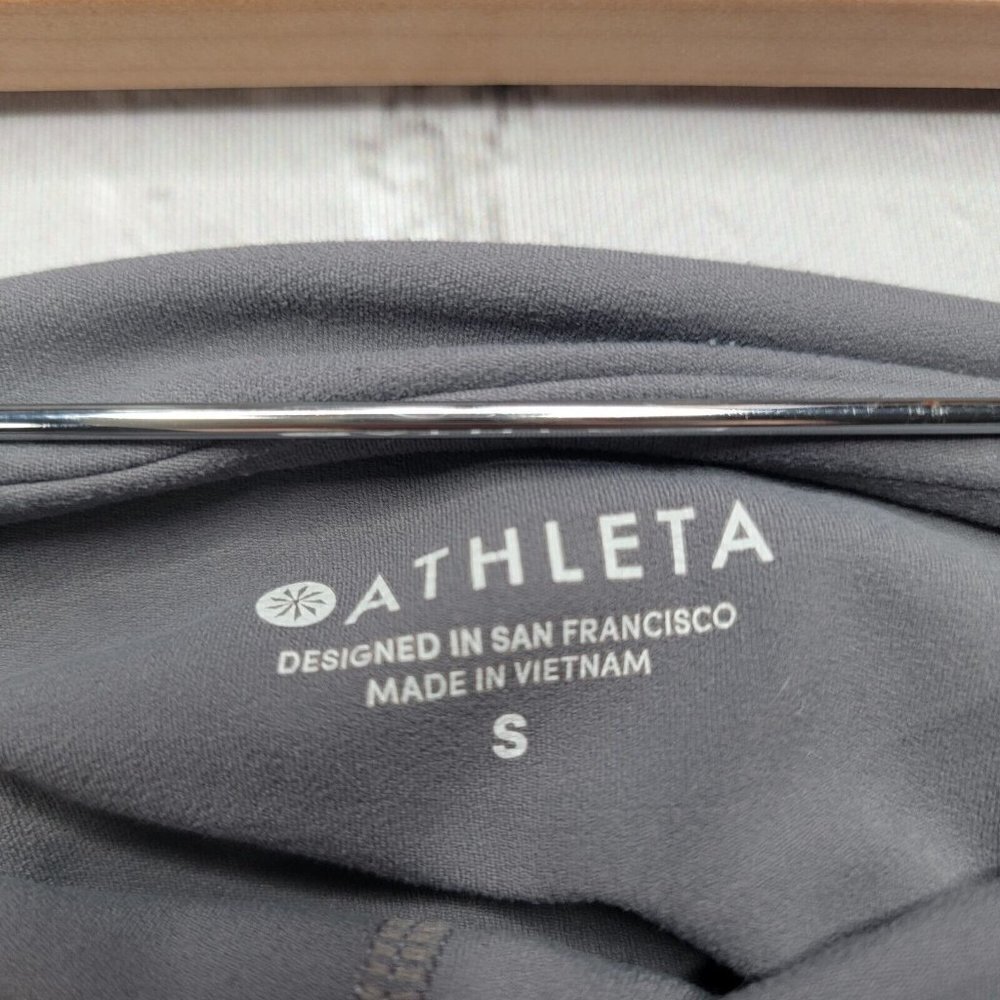 ATHLETA
DESIGNED IN SAN FRANCISCO
MADE IN VIETNAM
S